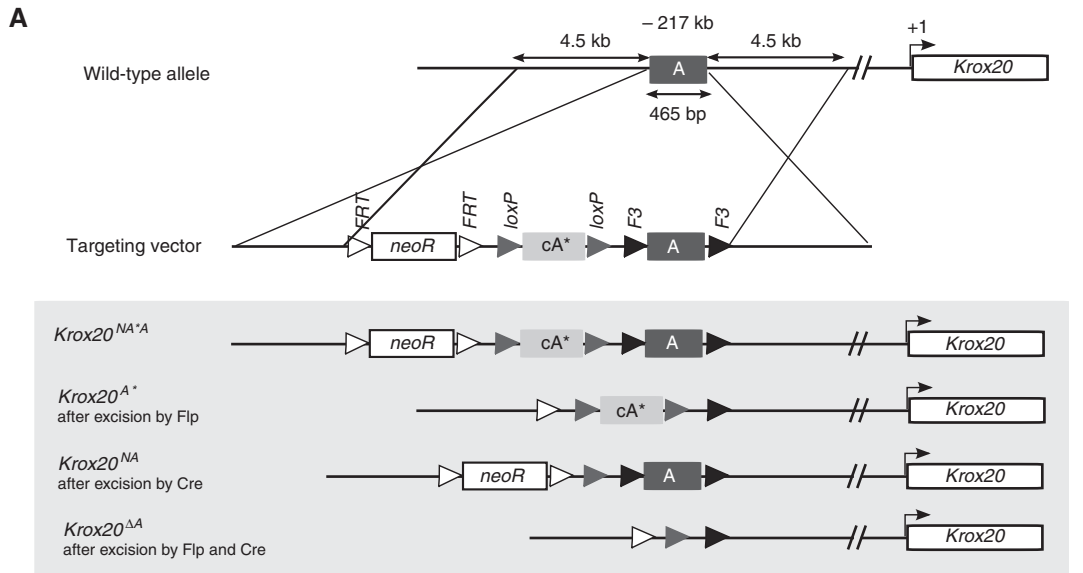 A
– 217 kb
+1
4.5 kb
4.5 kb
Wild-type allele
A
Krox20
465 bp
FRT
FRT
loxP
loxP
F3
F3
Targeting vector
neoR
cA*
A
Krox20 NA*A
neoR
cA*
A
Krox20
Krox20 A*
after excision by Flp
cA*
Krox20
Krox20 NA
after excision by Cre
neoR
A
Krox20
Krox20 ΔA
after excision by Flp and Cre
Krox20